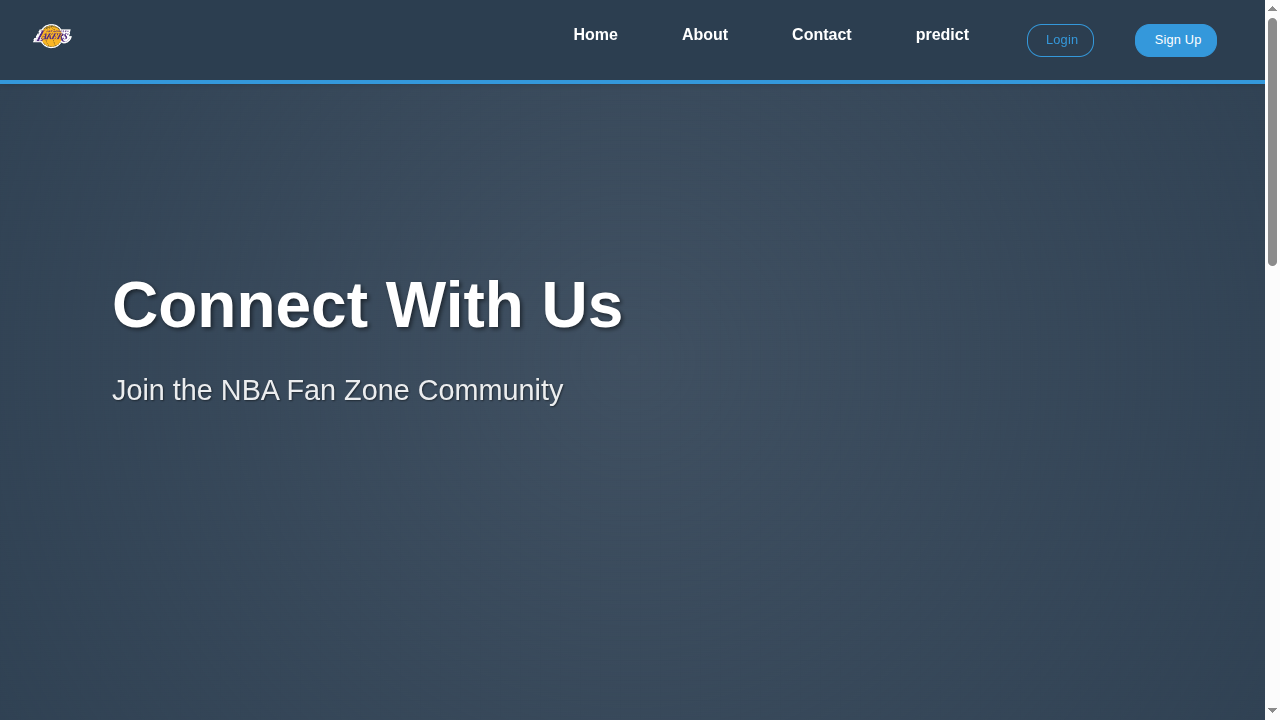 LAKERS
Home
About
Contact
predict
Login
Sign Up
Connect With Us
Join the NBA Fan Zone Community